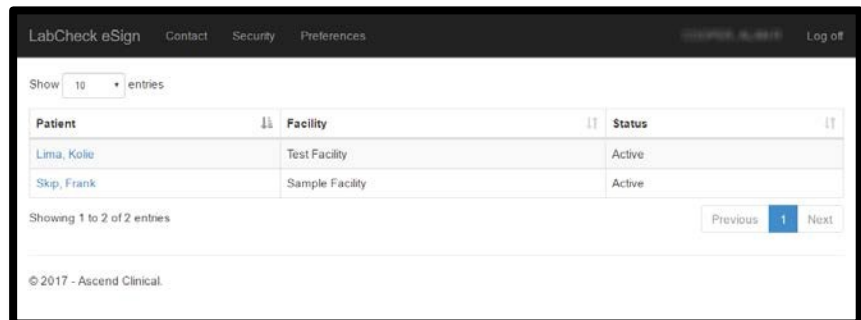 LabCheck eSign Contact Security Preferences Log off
Show 10 entries
Patient Facility Status
Lima, Kolie Test Facility Active
Skip, Frank Sample Facility Active
Showing 1 to 2 of 2 entries Previous 1 Next
© 2017 - Ascend Clinical.